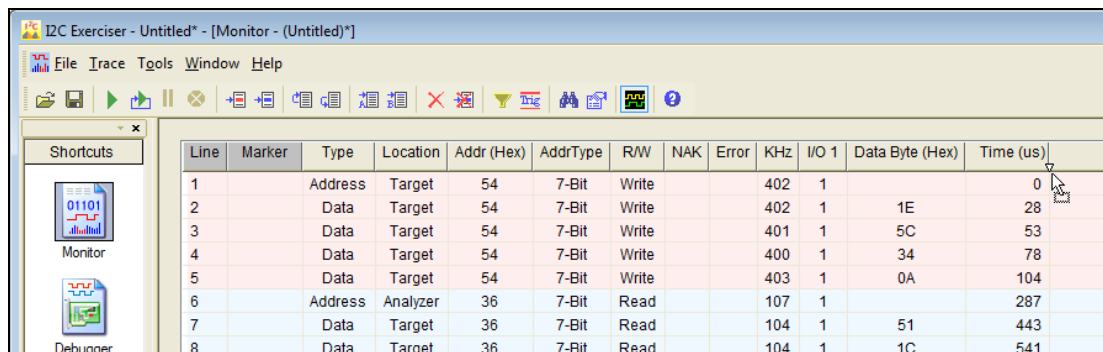 I2C Exerciser - Untitled* - [Monitor - (Untitled)*]
File Trace Tools Window Help
Shortcuts
Monitor
Debugger
Line Marker Type Location Addr (Hex) AddrType R/W NAK Error KHz I/O 1 Data Byte (Hex) Time (us)
1 Address Target 54 7-Bit Write 402 1 0
2 Data Target 54 7-Bit Write 402 1 1E 28
3 Data Target 54 7-Bit Write 401 1 5C 53
4 Data Target 54 7-Bit Write 400 1 34 78
5 Data Target 54 7-Bit Write 403 1 0A 104
6 Address Analyzer 36 7-Bit Read 107 1 287
7 Data Target 36 7-Bit Read 104 1 51 443
8 Data Target 36 7-Bit Read 104 1 1C 541